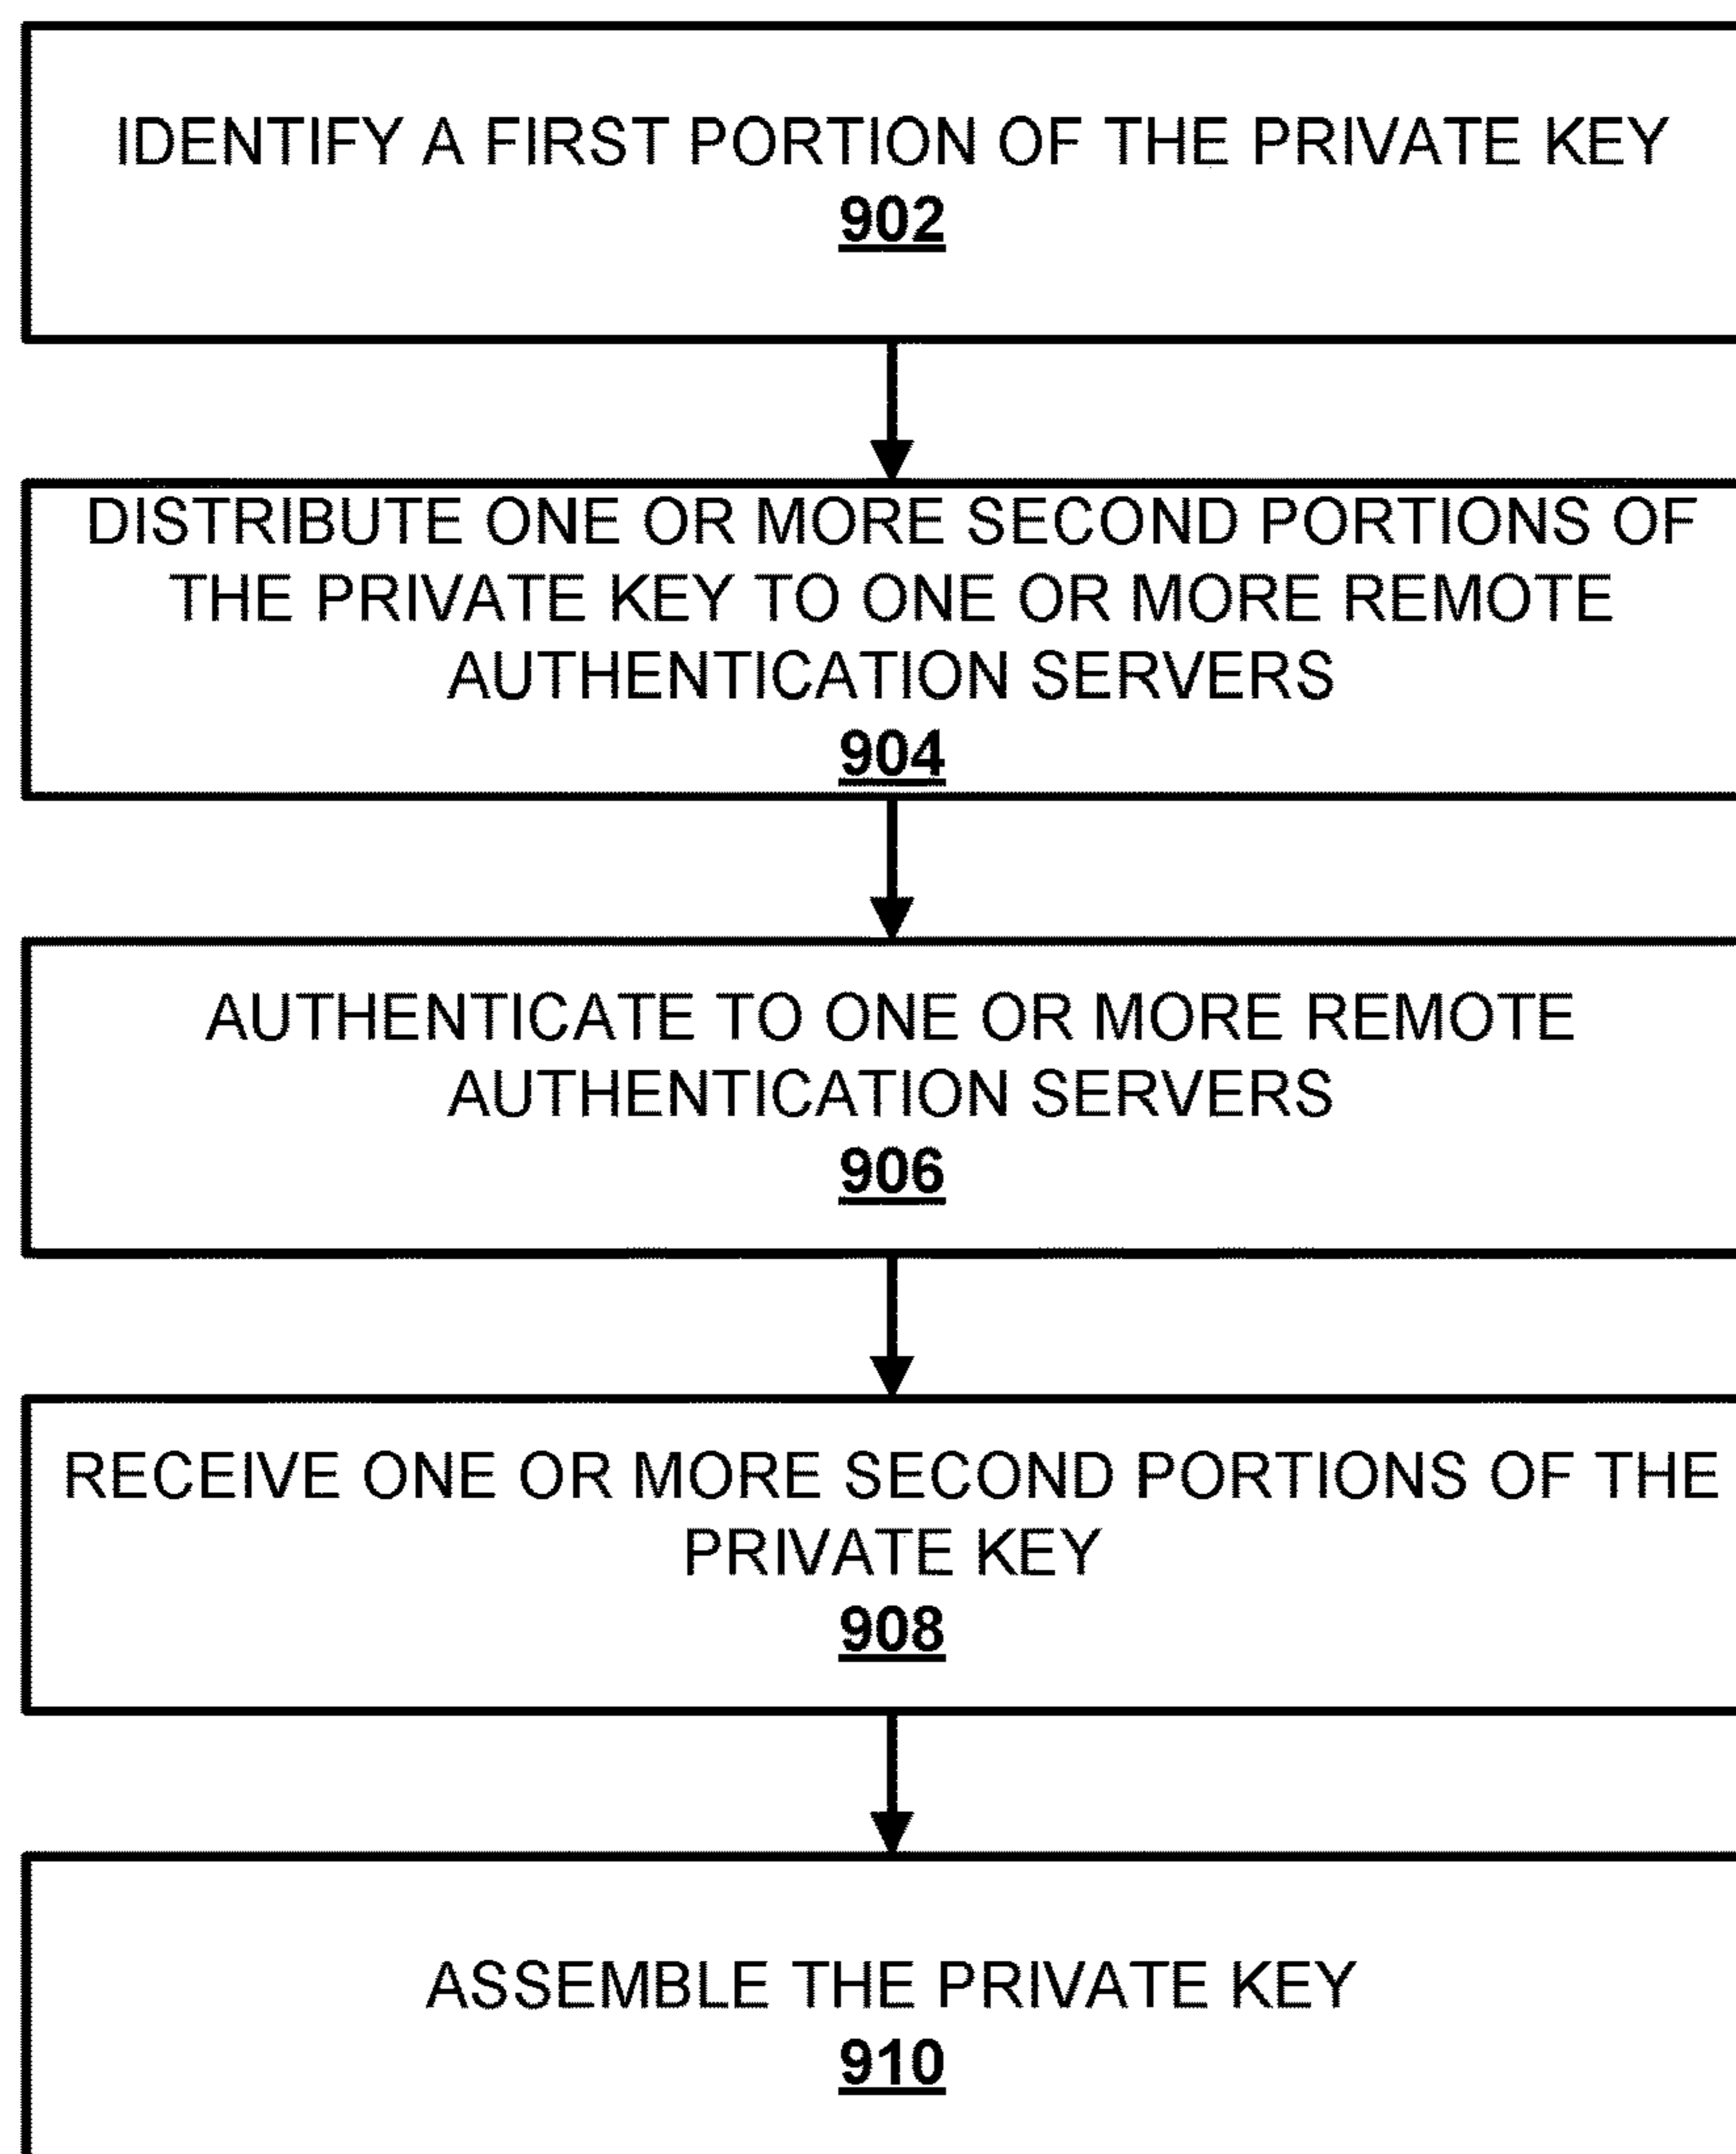 IDENTIFY A FIRST PORTION OF THE PRIVATE KEY
902
DISTRIBUTE ONE OR MORE SECOND PORTIONS OF
THE PRIVATE KEY TO ONE OR MORE REMOTE
AUTHENTICATION SERVERS
904
AUTHENTICATE TO ONE OR MORE REMOTE
AUTHENTICATION SERVERS
906
RECEIVE ONE OR MORE SECOND PORTIONS OF THE
PRIVATE KEY
908
ASSEMBLE THE PRIVATE KEY
910